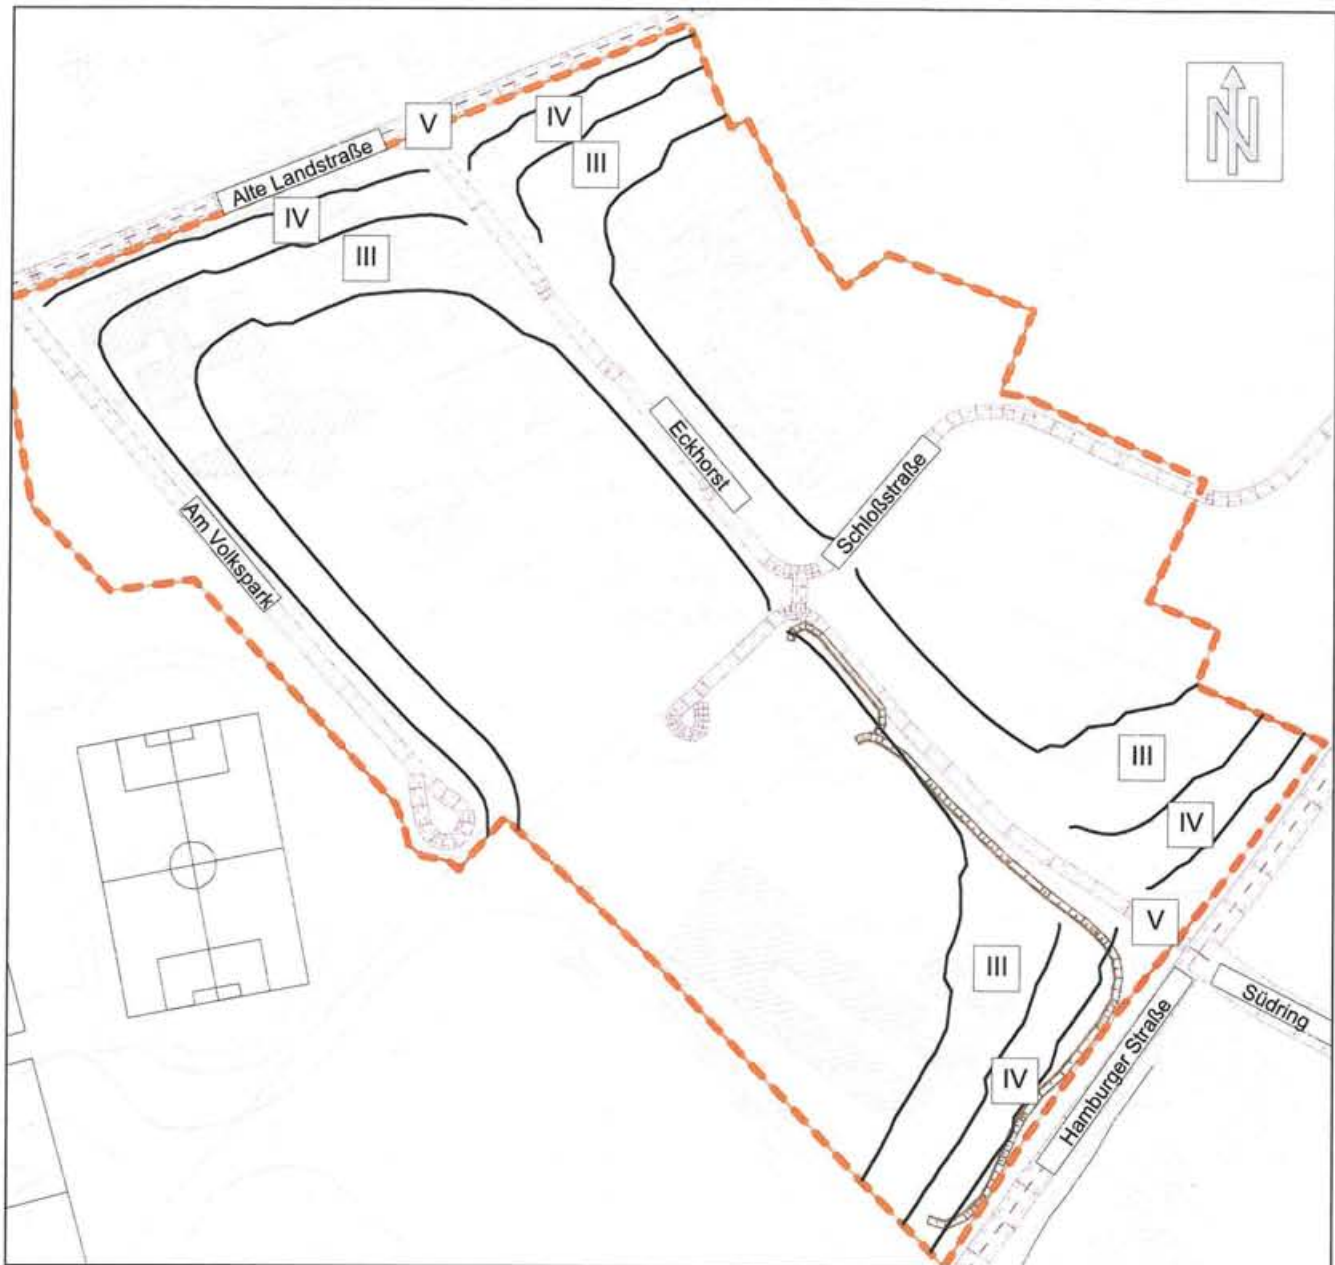 N
V
IV
Alte Landstraße
III
IV
III
Eckhorst
Schloßstraße
Am Volkspark
III
IV
V
III
Südring
Hamburger Straße
IV